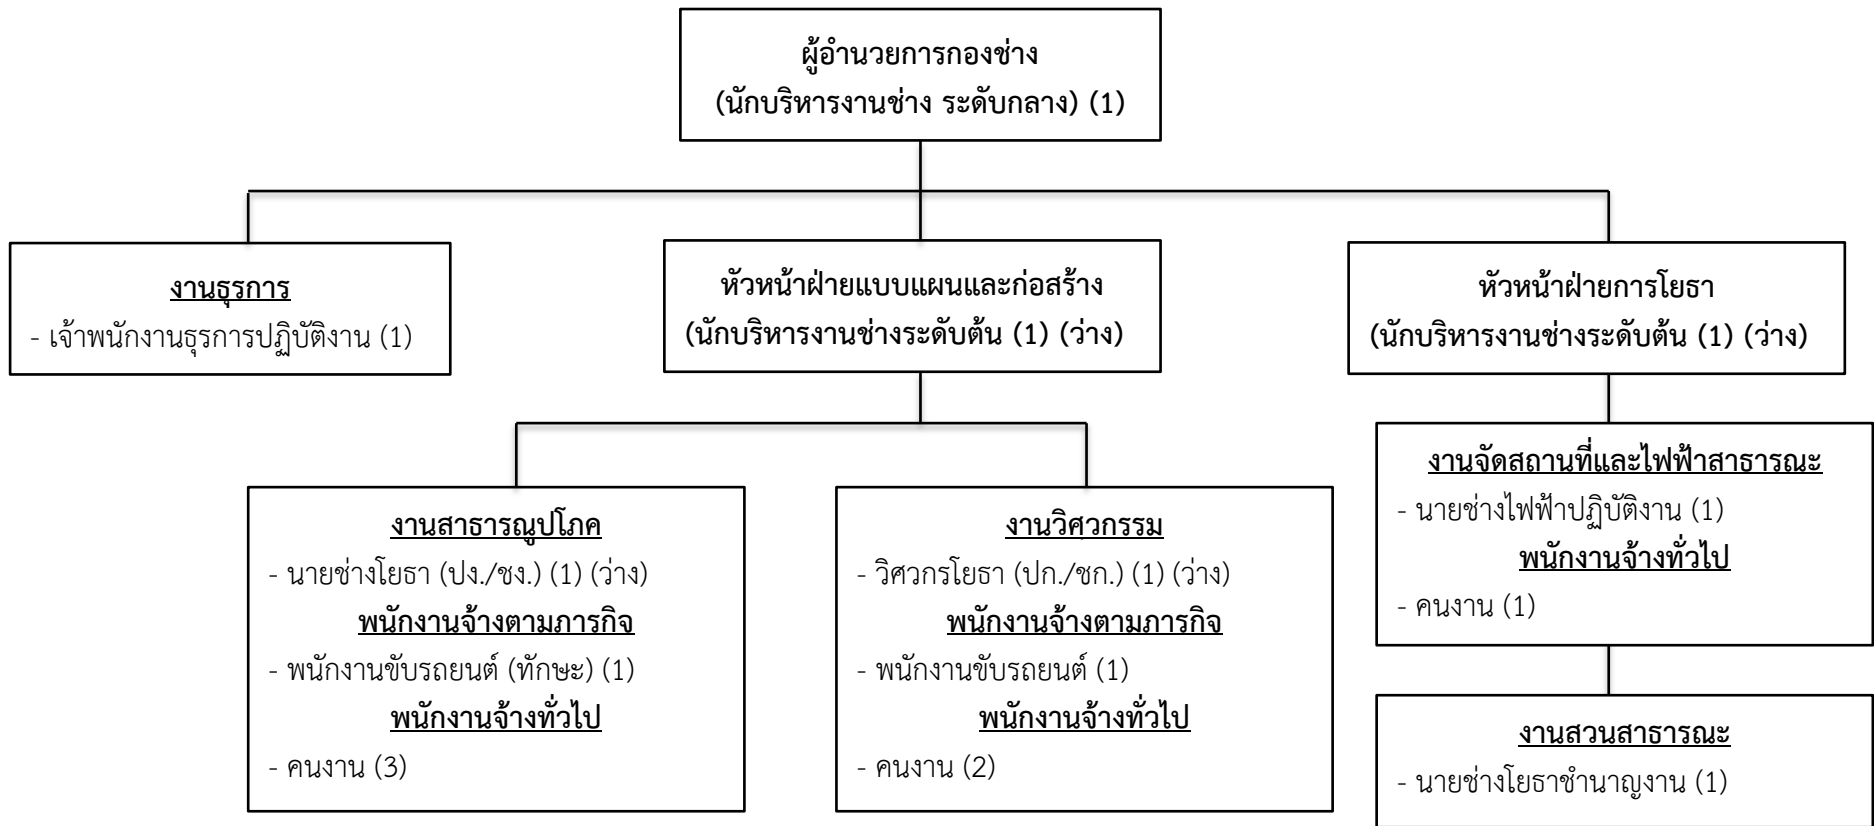 ผู้อำนวยการกองช่าง
(นักบริหารงานช่าง ระดับกลาง) (1)
งานธุรการ
- เจ้าพนักงานธุรการปฏิบัติงาน (1)
หัวหน้าฝ่ายแบบแผนและก่อสร้าง
(นักบริหารงานช่างระดับต้น (1) (ว่าง)
หัวหน้าฝ่ายการโยธา
(นักบริหารงานช่างระดับต้น (1) (ว่าง)
งานสาธารณูปโภค
- นายช่างโยธา (ปง./ชง.) (1) (ว่าง)
พนักงานจ้างตามภารกิจ
- พนักงานขับรถยนต์ (ทักษะ) (1)
พนักงานจ้างทั่วไป
- คนงาน (3)
งานวิศวกรรม
- วิศวกรโยธา (ปก./ชก.) (1) (ว่าง)
พนักงานจ้างตามภารกิจ
- พนักงานขับรถยนต์ (1)
พนักงานจ้างทั่วไป
- คนงาน (2)
งานจัดสถานที่และไฟฟ้าสาธารณะ
- นายช่างไฟฟ้าปฏิบัติงาน (1)
พนักงานจ้างทั่วไป
- คนงาน (1)
งานสวนสาธารณะ
- นายช่างโยธาชำนาญงาน (1)